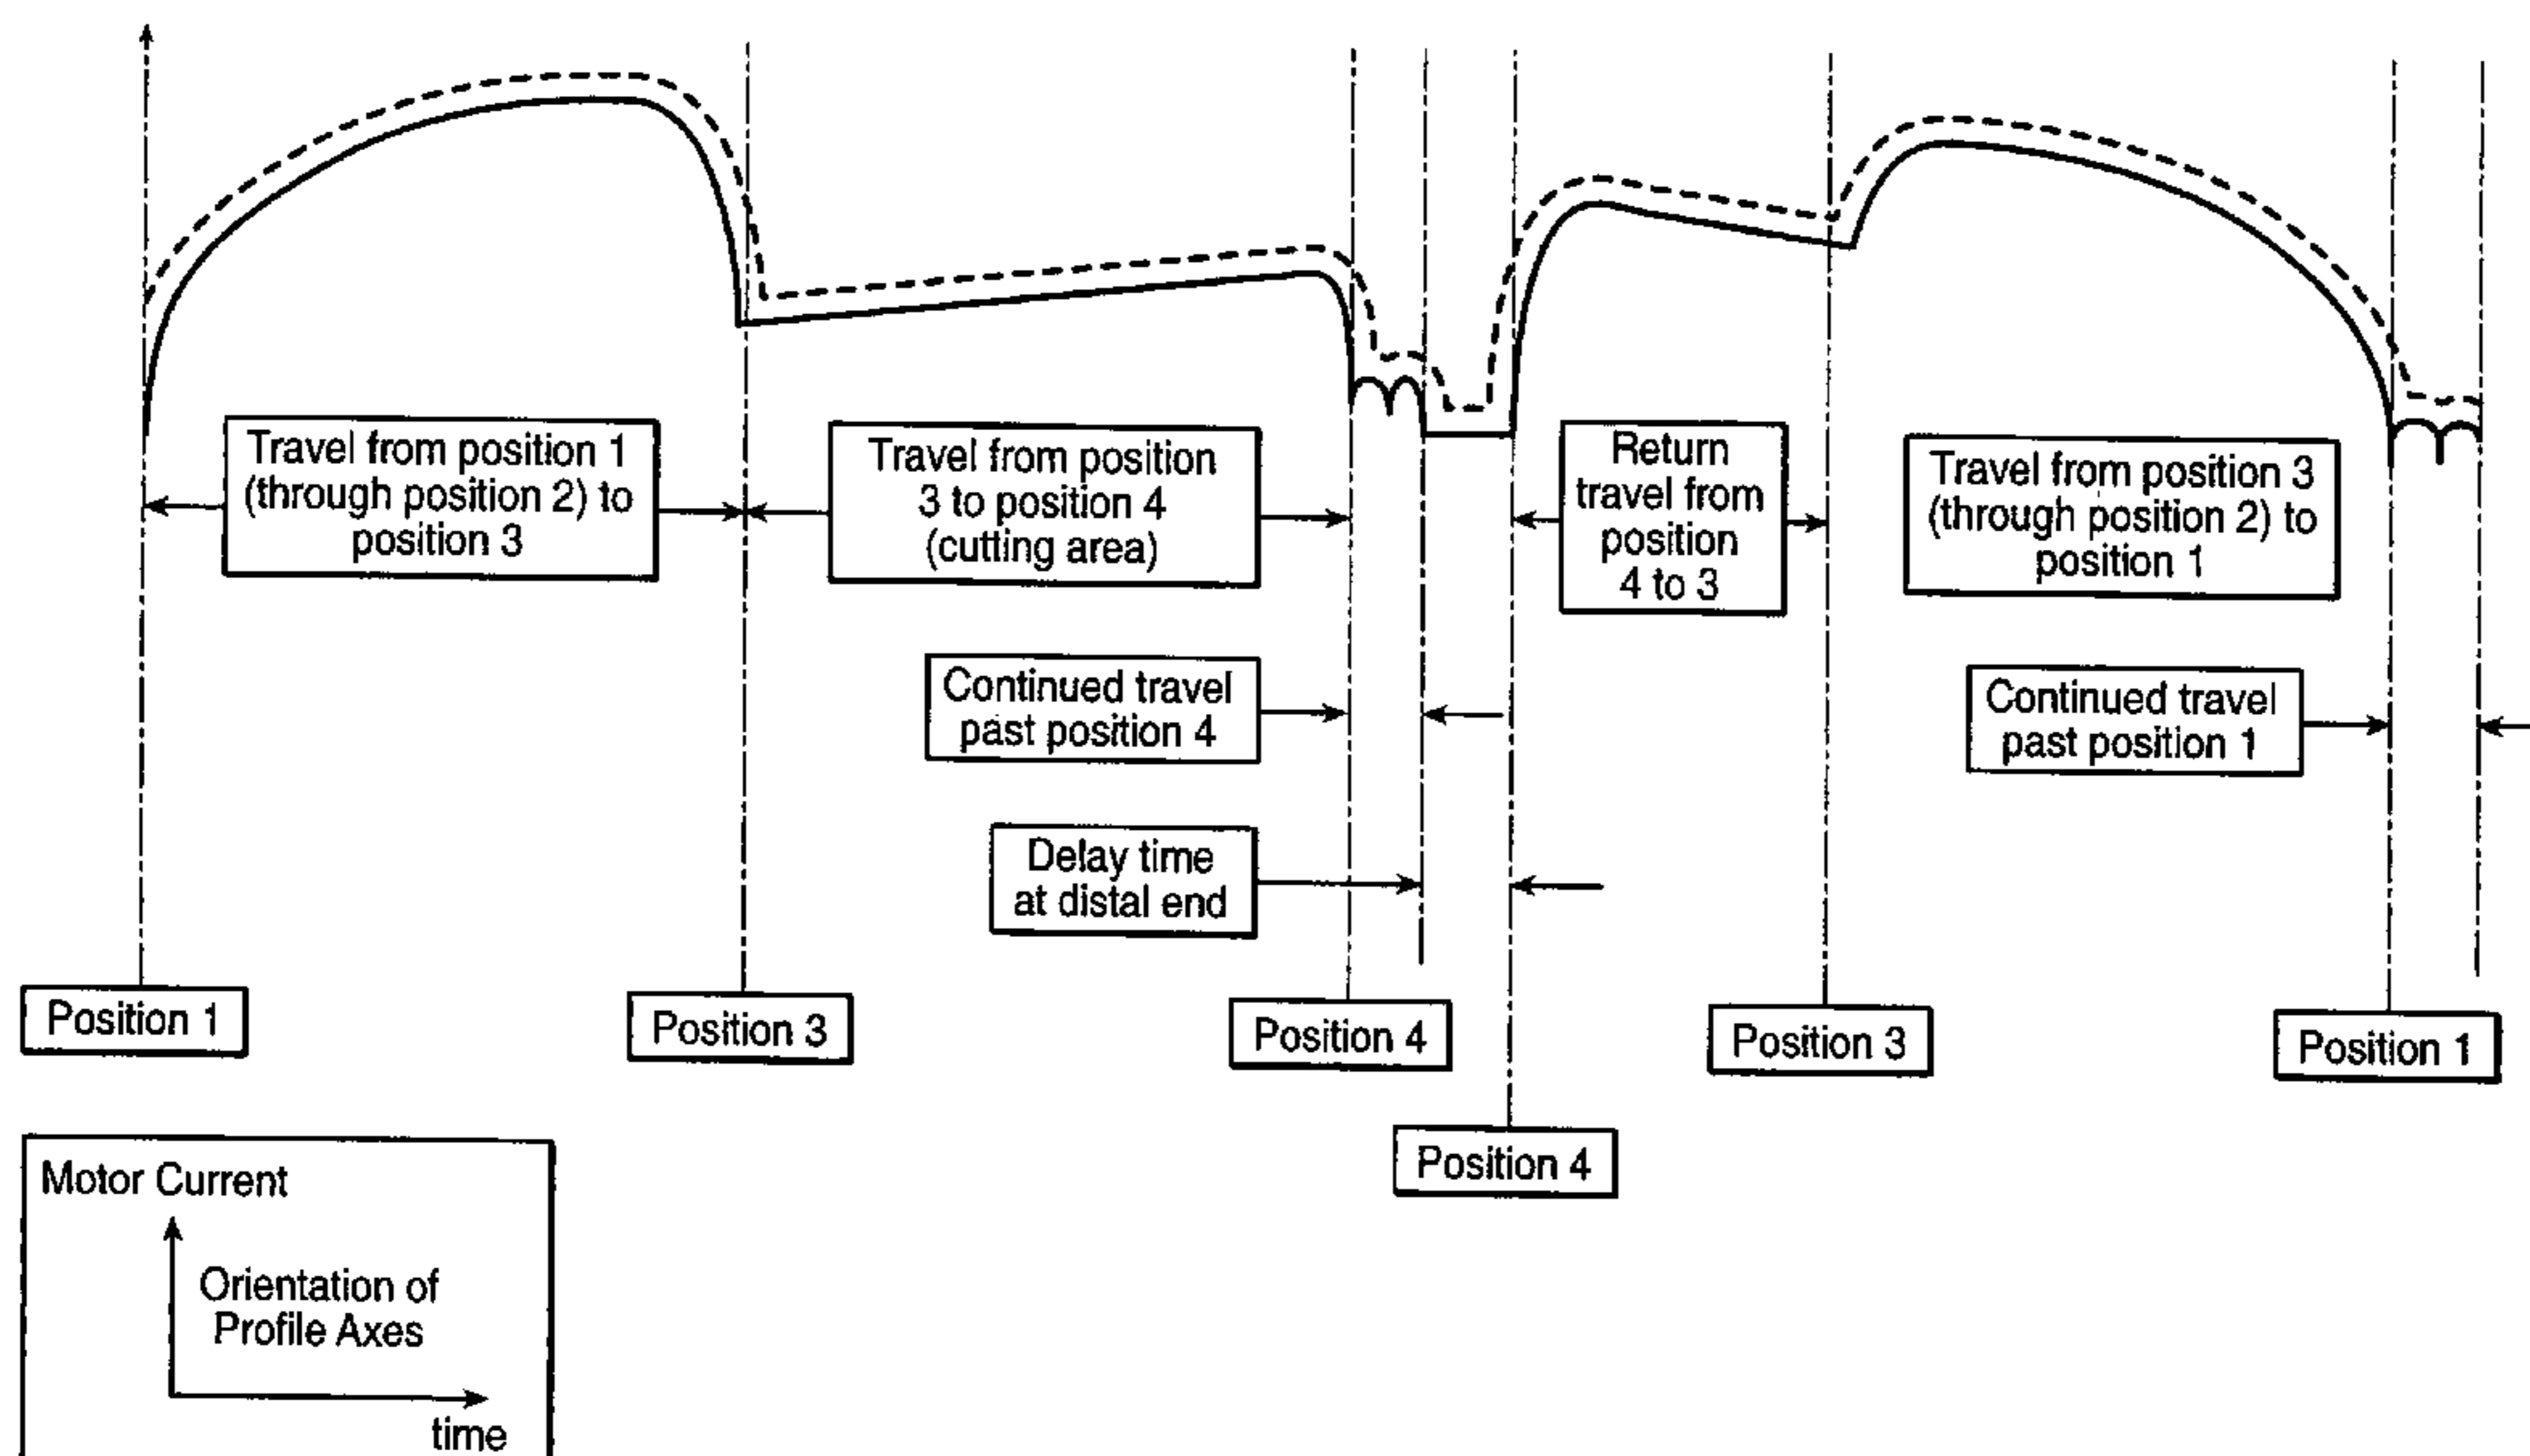 Travel from position 1
(through position 2) to
position 3
Travel from position
3 to position 4
(cutting area)
Return
travel from
position
4 to 3
Travel from position 3
(through position 2) to
position 1
Continued travel
past position 4
Continued travel
past position 1
Delay time
at distal end
Position 1
Position 3
Position 4
Position 3
Position 1
Position 4
Motor Current
Orientation of
Profile Axes
time